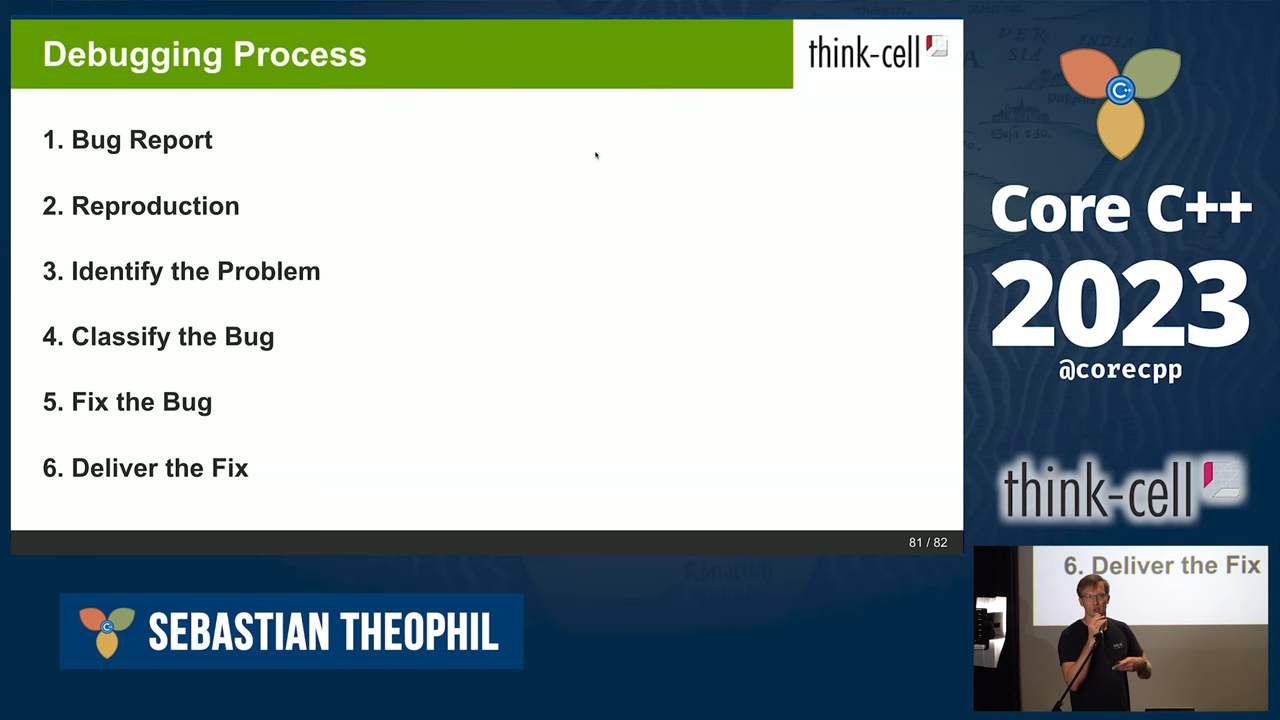 Debugging Process
think-cell
1. Bug Report
2. Reproduction
3. Identify the Problem
4. Classify the Bug
5. Fix the Bug
6. Deliver the Fix
81 / 82
C++
Core C++
2023
@corecpp
think-cell
6. Deliver the Fix
C++
SEBASTIAN THEOPHIL